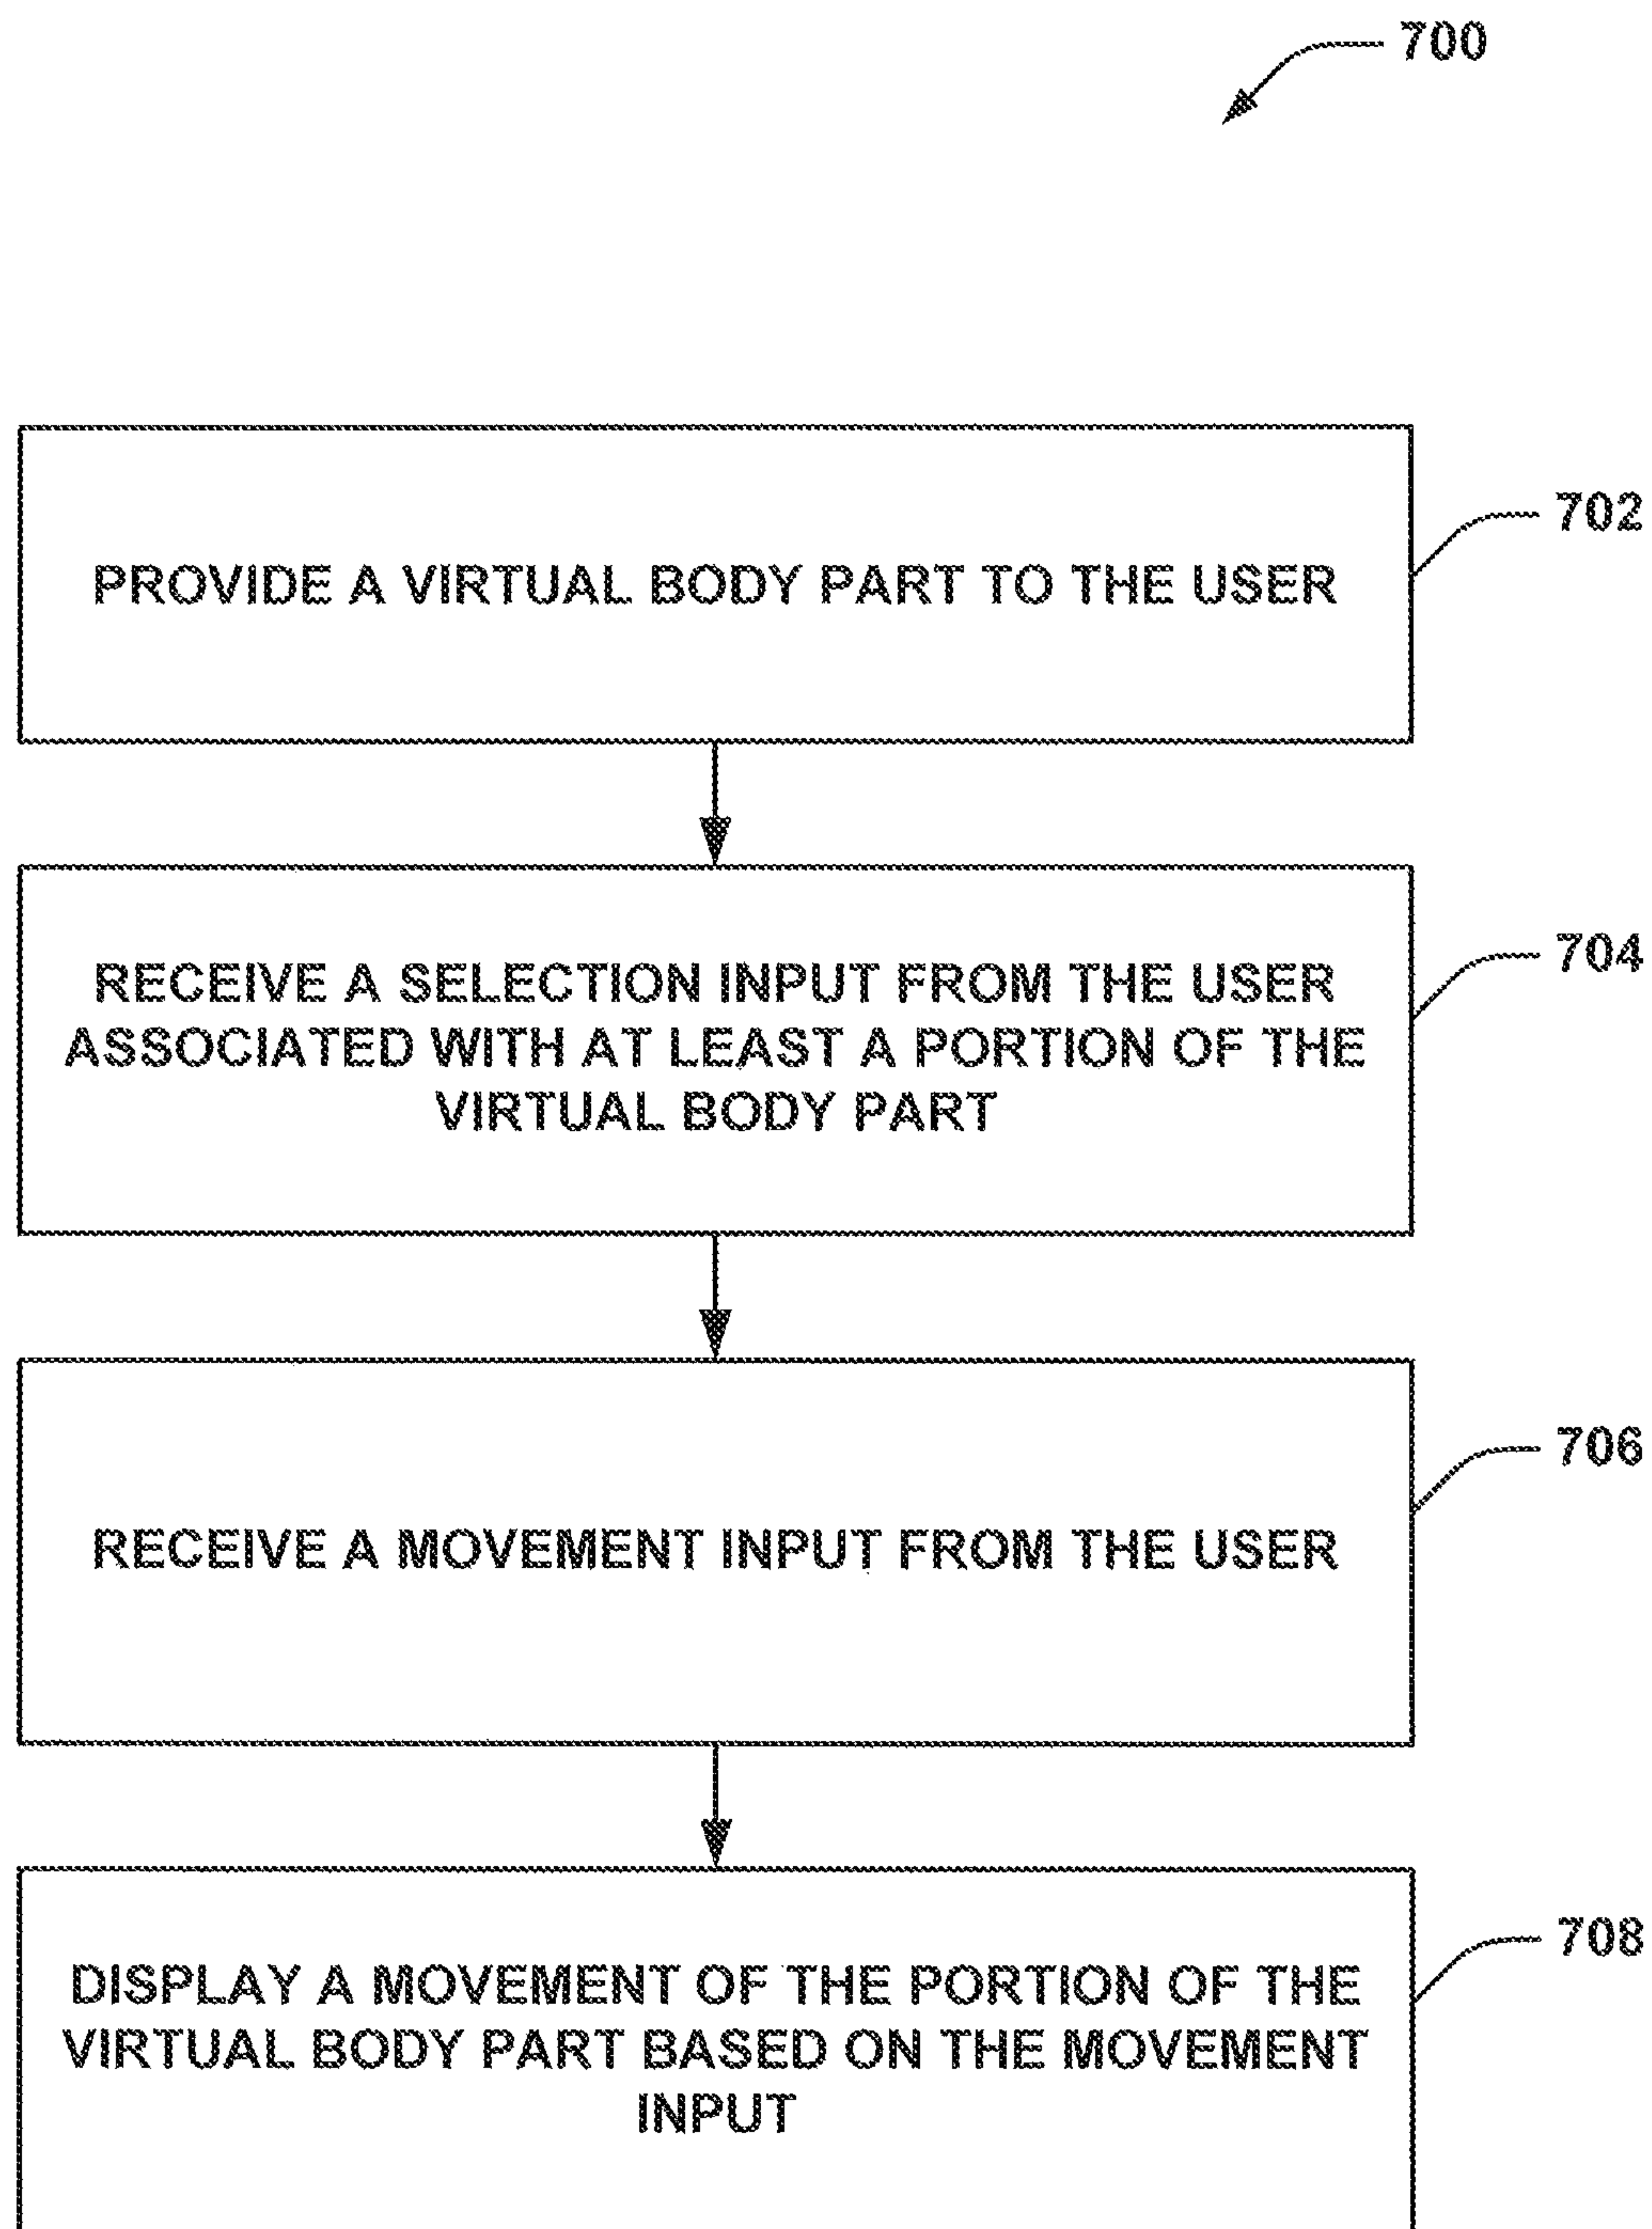 700
PROVIDE A VIRTUAL BODY PART TO THE USER
702
RECEIVE A SELECTION INPUT FROM THE USER
ASSOCIATED WITH AT LEAST A PORTION OF THE
VIRTUAL BODY PART
704
RECEIVE A MOVEMENT INPUT FROM THE USER
706
DISPLAY A MOVEMENT OF THE PORTION OF THE
VIRTUAL BODY PART BASED ON THE MOVEMENT
INPUT
708